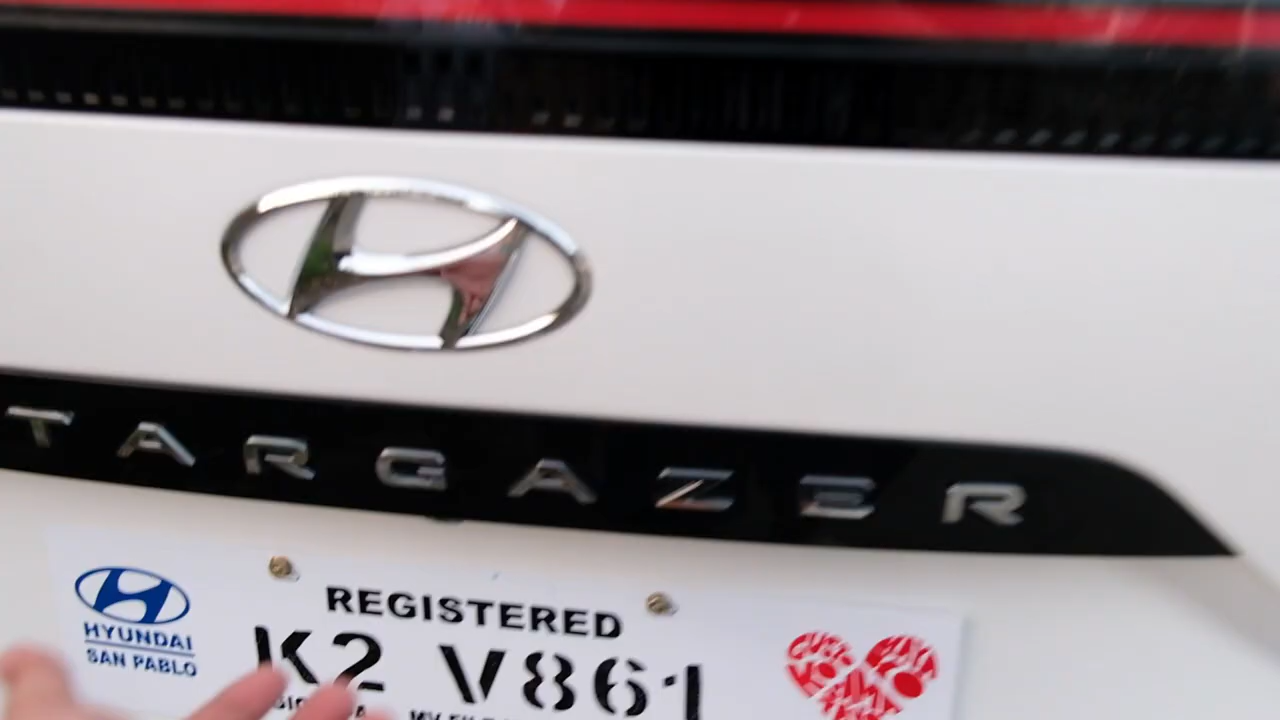 TARGAZER
REGISTERED
HYUNDAI
SAN PABLO
K2 V861